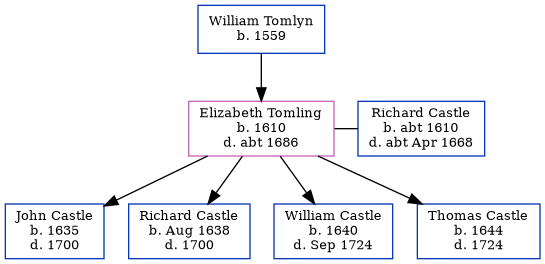 William Tomlyn
b. 1559
Elizabeth Tomling
b. 1610
d. abt 1686
Richard Castle
b. abt 1610
d. abt Apr 1668
John Castle
b. 1635
d. 1700
Richard Castle
b. Aug 1638
d. 1700
William Castle
b. 1640
d. Sep 1724
Thomas Castle
b. 1644
d. 1724